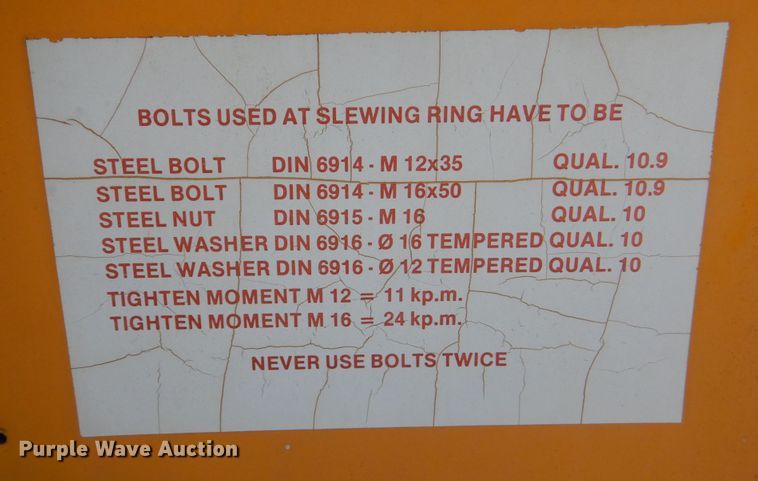 BOLTS USED AT SLEWING RING HAVE TO BE
STEEL BOLT DIN 6914 - M 12x35 QUAL. 10.9
STEEL BOLT DIN 6914 - M 16x50 QUAL. 10.9
STEEL NUT DIN 6915 - M 16 QUAL. 10
STEEL WASHER DIN 6916 - Ø 16 TEMPERED QUAL. 10
STEEL WASHER DIN 6916 - Ø 12 TEMPERED QUAL. 10
TIGHTEN MOMENT M 12 = 11 kp.m.
TIGHTEN MOMENT M 16 = 24 kp.m.
NEVER USE BOLTS TWICE
Purple Wave Auction